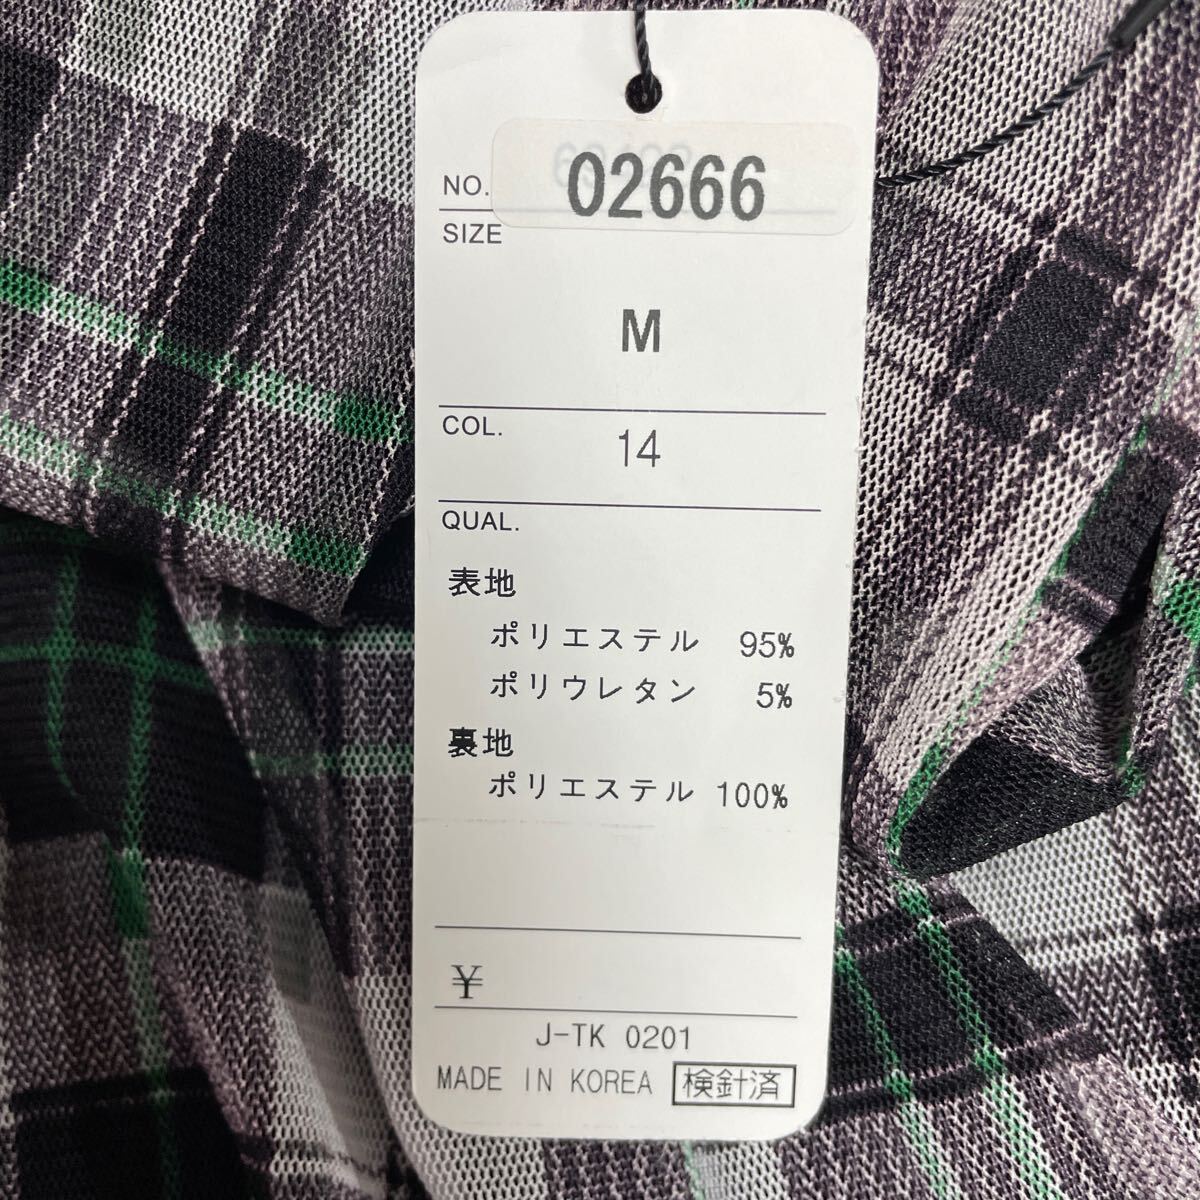 NO. 02666
SIZE
M
COL.
14
QUAL.
表地
ポリエステル 95%
ポリウレタン 5%
裏地
ポリエステル 100%
¥
J-TK 0201
MADE IN KOREA 検針済